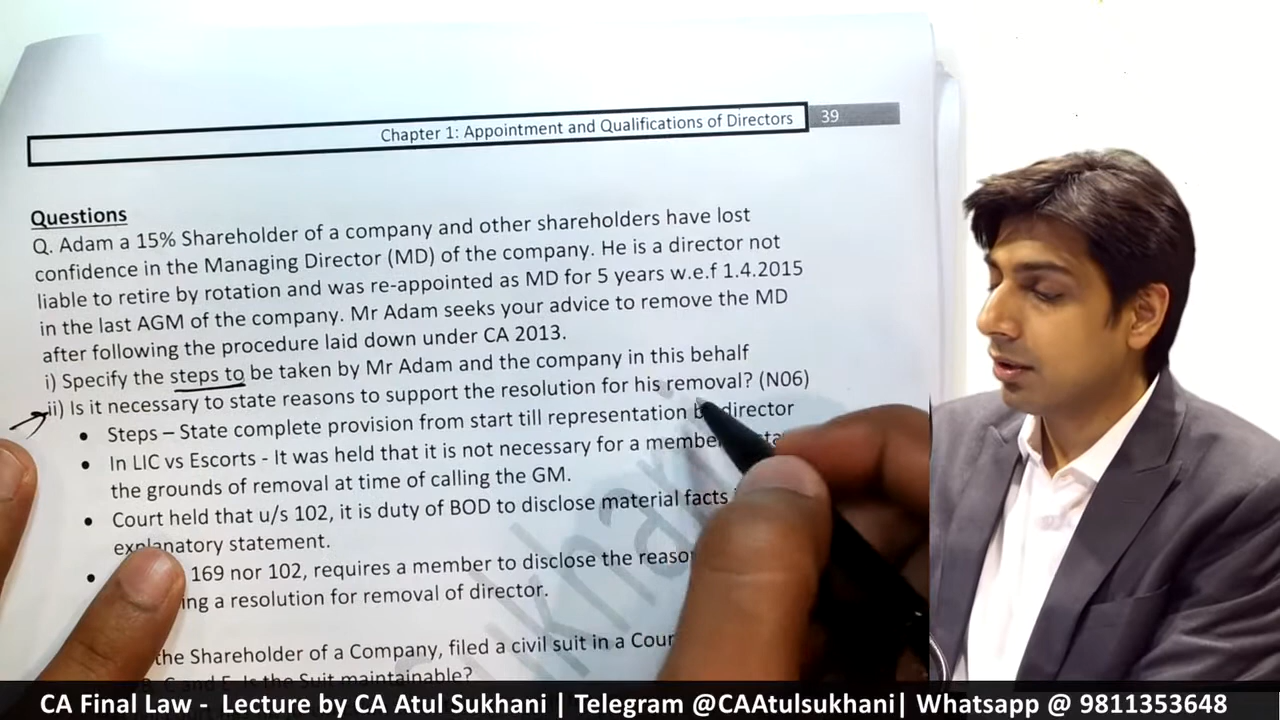 Chapter 1: Appointment and Qualifications of Directors 39
Questions
Q. Adam a 15% Shareholder of a company and other shareholders have lost
confidence in the Managing Director (MD) of the company. He is a director not
liable to retire by rotation and was re-appointed as MD for 5 years w.e.f 1.4.2015
in the last AGM of the company. Mr Adam seeks your advice to remove the MD
after following the procedure laid down under CA 2013.
i) Specify the steps to be taken by Mr Adam and the company in this behalf
ii) Is it necessary to state reasons to support the resolution for his removal? (N06)
• Steps – State complete provision from start till representation director
• In LIC vs Escorts - It was held that it is not necessary for a member
the grounds of removal at time of calling the GM.
• Court held that u/s 102, it is duty of BOD to disclose material facts
explanatory statement.
• 169 nor 102, requires a member to disclose the
a resolution for removal of director.
the Shareholder of a Company, filed a civil suit in a
Is the Suit maintainable?
Sukhani
CA Final Law - Lecture by CA Atul Sukhani | Telegram @CAAtulsukhani| Whatsapp @ 9811353648